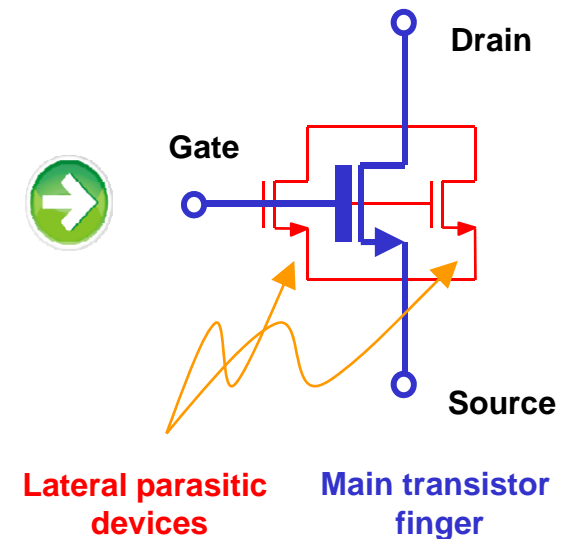 Drain
Gate
Source
Lateral parasitic
devices
Main transistor
finger